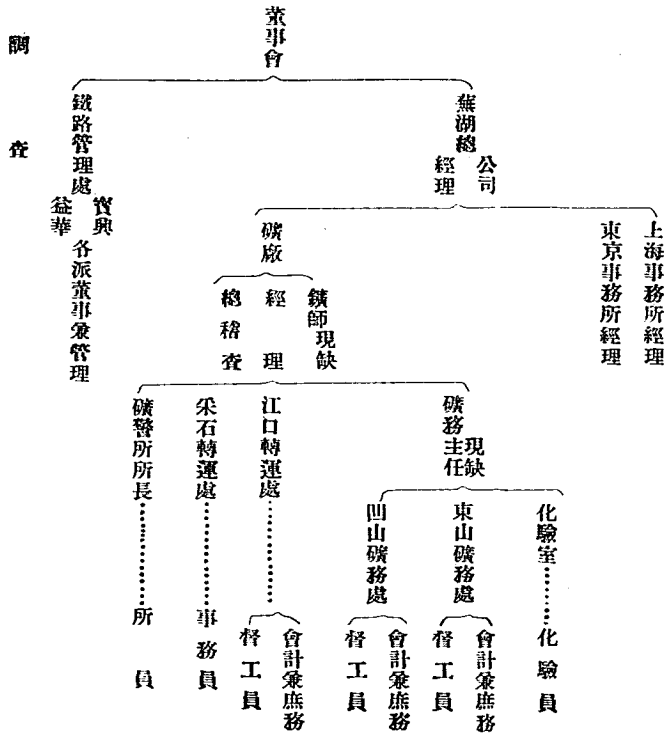 調查
董事會
蕪湖總公司
經理
鐵路管理處
寶興
益華
各派董事兼管理
上海事務所經理
東京事務所經理
礦廠
鑛師現缺
經理
總稽查
礦務主任
現缺
江口轉運處
采石轉運處
事務員
礦警所所長
所員
化驗室
化驗員
東山礦務處
會計兼庶務
督工員
凹山礦務處
會計兼庶務
督工員
會計兼庶務
督工員